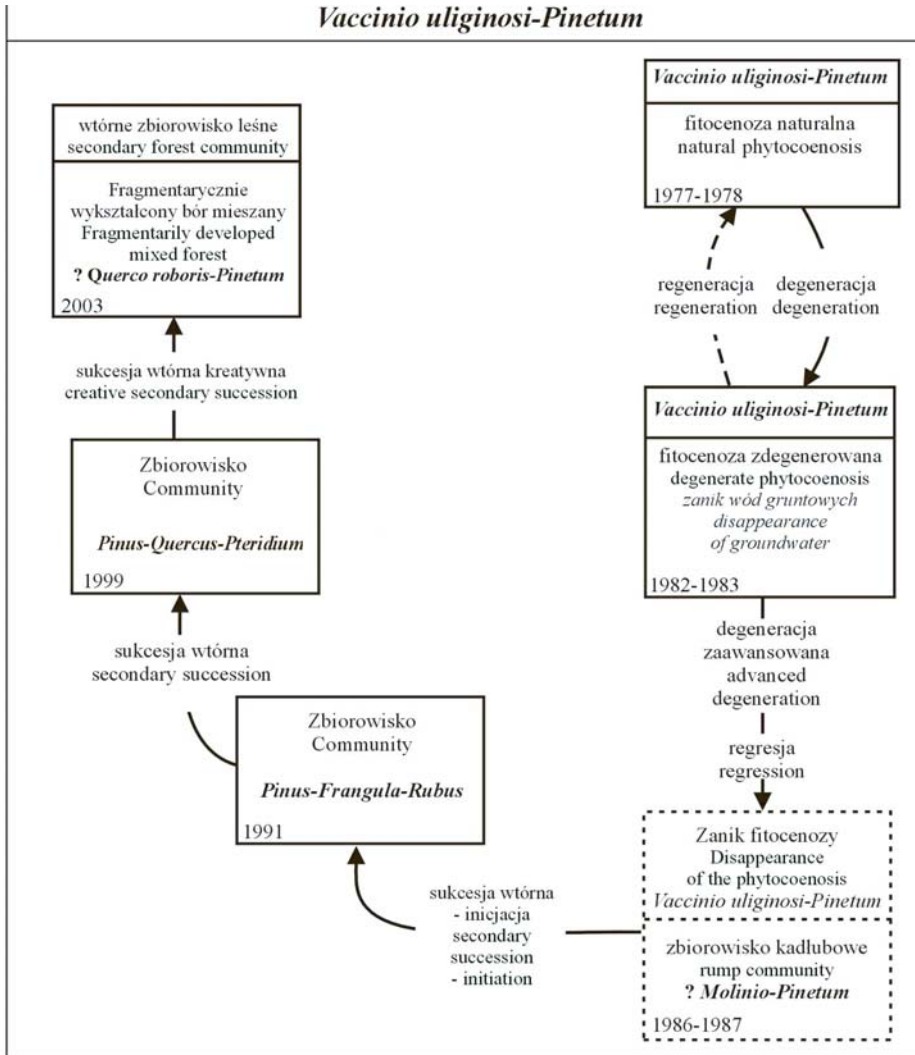 Vaccinio uliginosi-Pinetum
Vaccinio uliginosi-Pinetum
fitocenoza naturalna
natural phytocoenosis
1977-1978
regeneracja
regeneration
degeneracja
degeneration
Vaccinio uliginosi-Pinetum
fitocenoza zdegenerowana
degenerate phytocoenosis
zanik wód gruntowych
disappearance
of groundwater
1982-1983
degeneracja
zaawansowana
advanced
degeneration
regresja
regression
Zanik fitocenozy
Disappearance
of the phytocoenosis
Vaccinio uliginosi-Pinetum
zbiorowisko kadłubowe
rump community
? Molinio-Pinetum
1986-1987
sukcesja wtórna
- inicjacja
secondary
succession
- initiation
Zbiorowisko
Community
Pinus-Frangula-Rubus
1991
sukcesja wtórna
secondary succession
Zbiorowisko
Community
Pinus-Quercus-Pteridium
1999
sukcesja wtórna kreatywna
creative secondary succession
wtórne zbiorowisko leśne
secondary forest community
Fragmentarycznie
wykształcony bór mieszany
Fragmentarily developed
mixed forest
? Querco roboris-Pinetum
2003